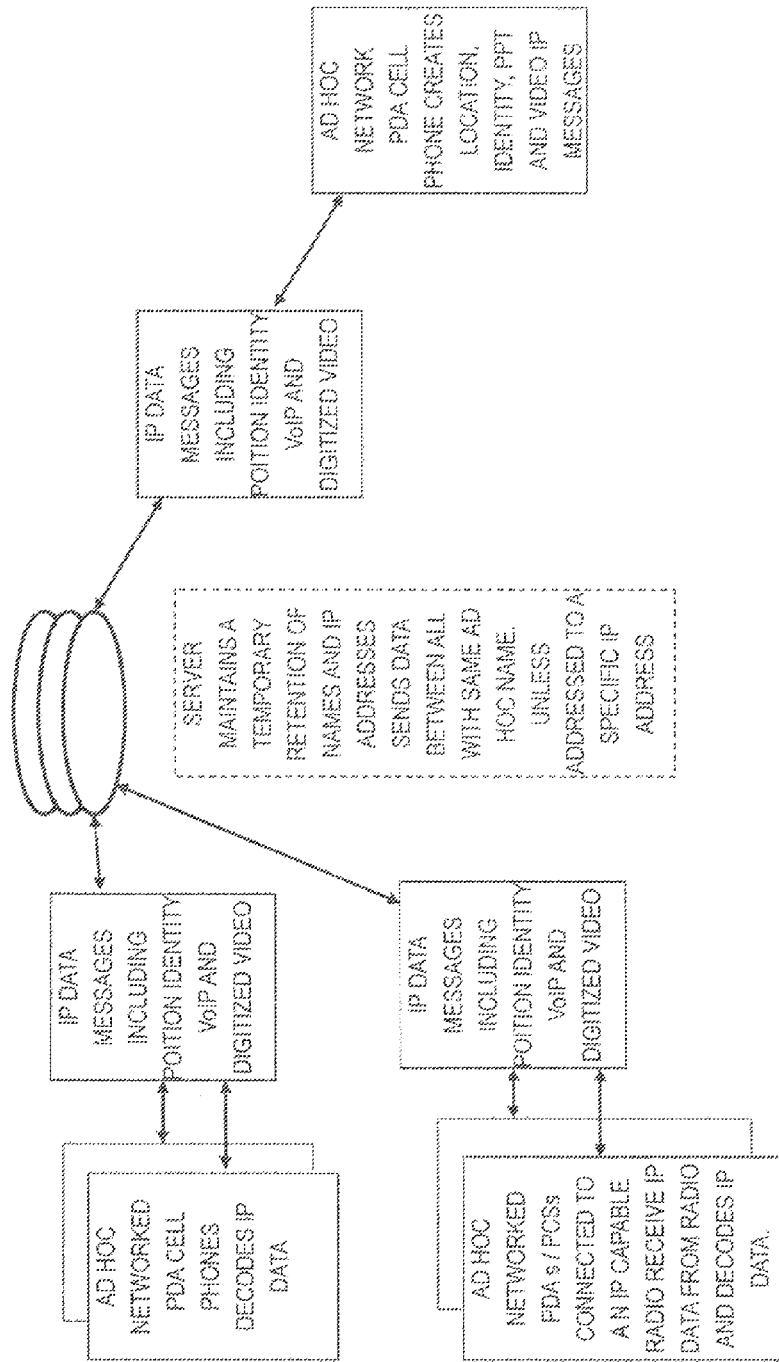 AD HOC
NETWORKED
PDA CELL
PHONES
DECODES IP
DATA
IP DATA
MESSAGES
INCLUDING
POITION IDENTITY
VoIP AND
DIGITIZED VIDEO
AD HOC
NETWORKED
PDA s / PCSs
CONNECTED TO
A N IP CAPABLE
RADIO RECEIVE IP
DATA FROM RADIO
AND DECODES IP
DATA.
IP DATA
MESSAGES
INCLUDING
POITION IDENTITY
VoIP AND
DIGITIZED VIDEO
SERVER
MAINTAINS A
TEMPORARY
RETENTION OF
NAMES AND IP
ADDRESSES
SENDS DATA
BETWEEN ALL
WITH SAME AD
HOC NAME.
UNLESS
ADDRESSED TO A
SPECIFIC IP
ADDRESS
IP DATA
MESSAGES
INCLUDING
POITION IDENTITY
VoIP AND
DIGITIZED VIDEO
AD HOC
NETWORK
PDA CELL
PHONE CREATES
LOCATION,
IDENTITY, PPT
AND VIDEO IP
MESSAGES